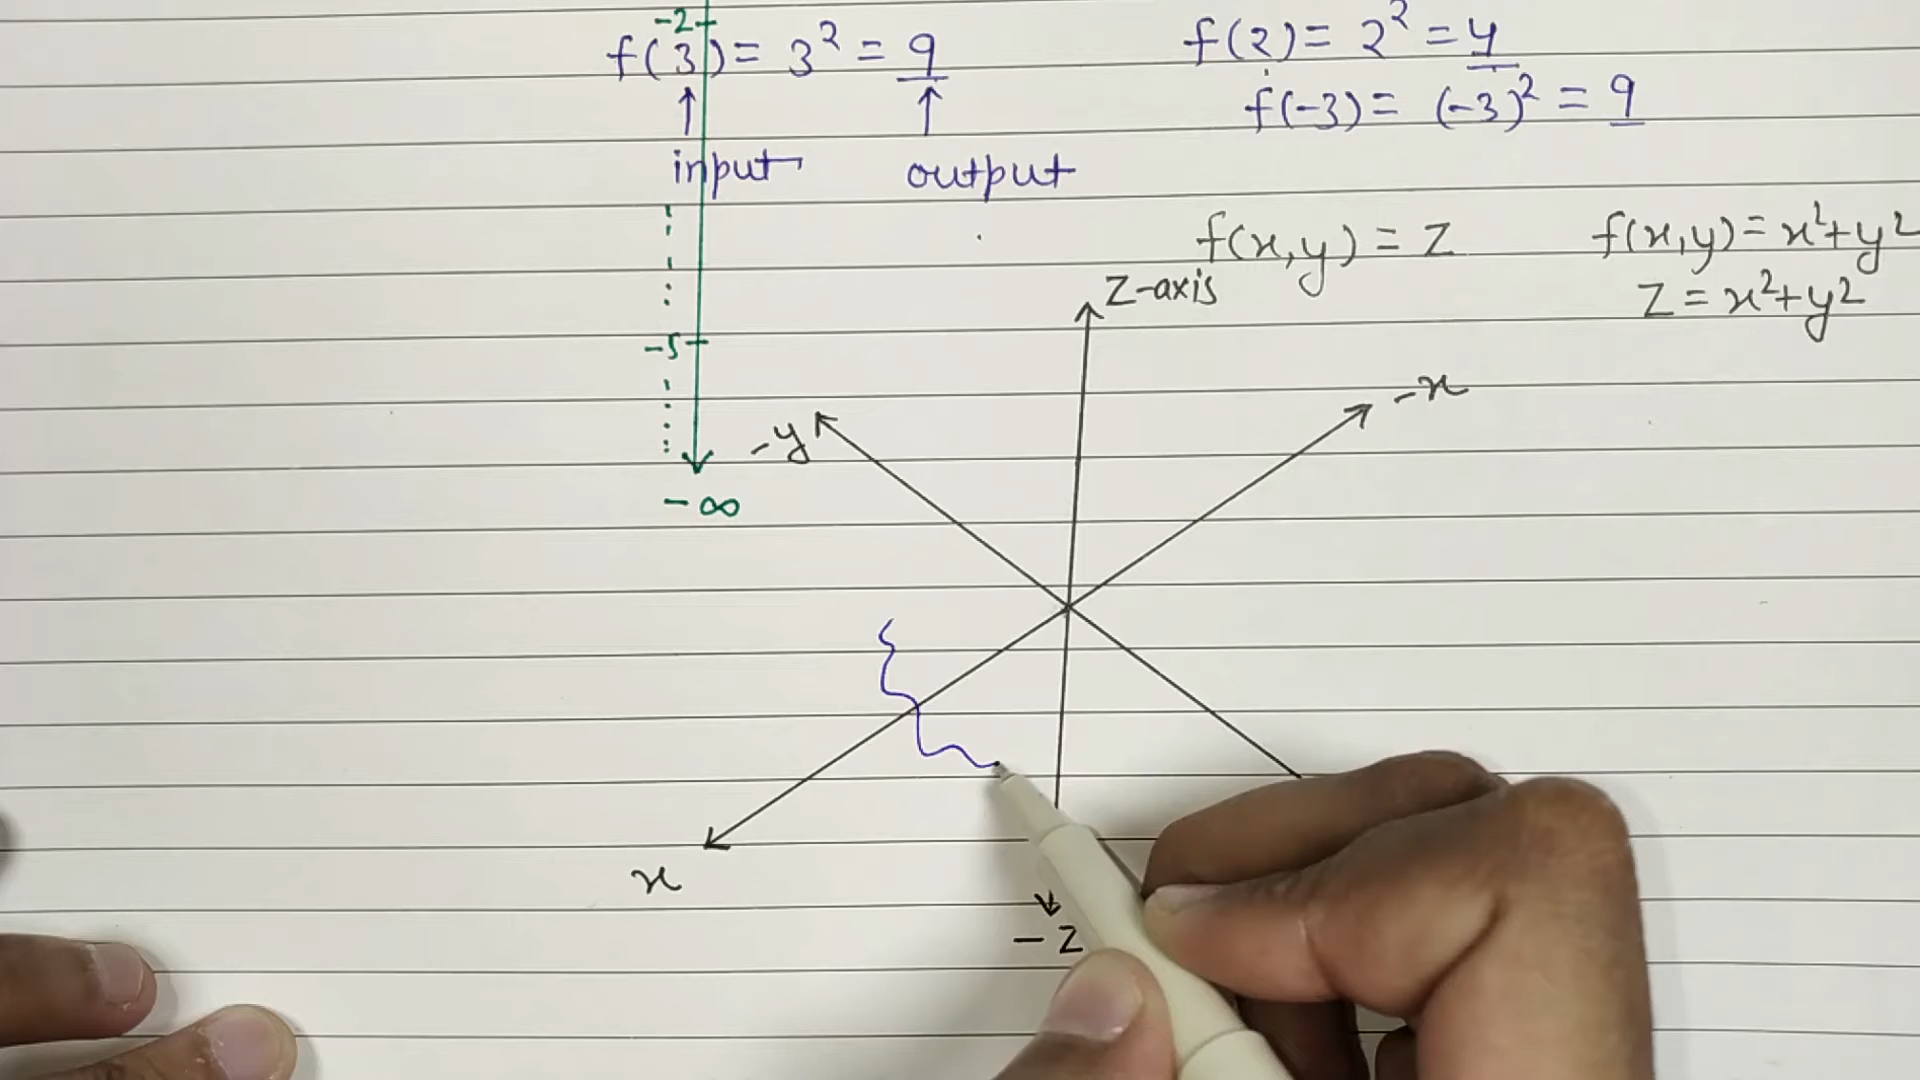 -2
f(3) = 3² = 9
f(2) = 2² = 4
f(-3) = (-3)² = 9
input
output
f(x,y) = z
f(x,y) = x²+y²
z-axis
z = x²+y²
-5
-x
-y
-∞
x
-z